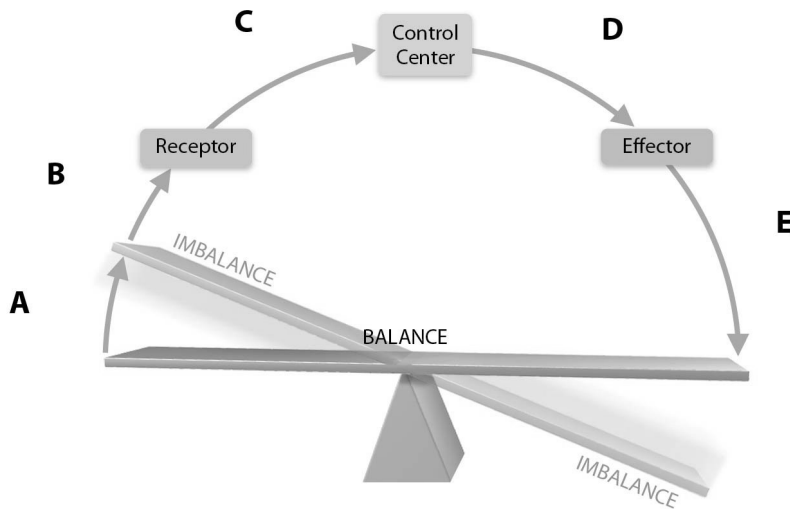 C
Control
Center
D
Receptor
Effector
B
E
IMBALANCE
A
BALANCE
IMBALANCE